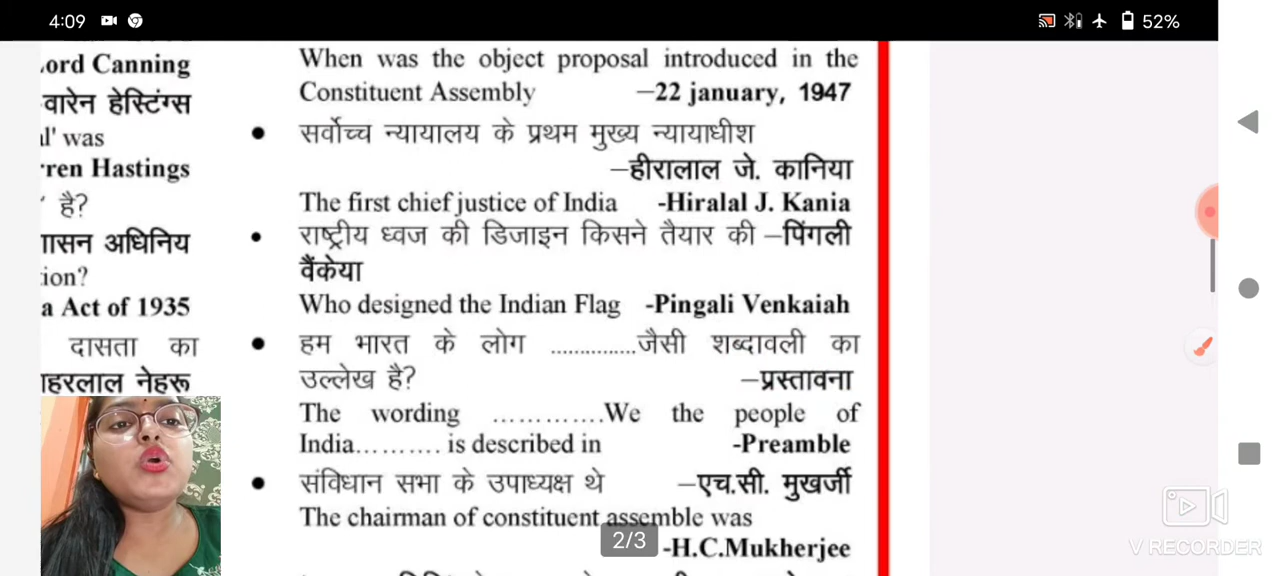 4:09
52%
Lord Canning
वारेन हेस्टिंग्स
al' was
rren Hastings
है?
ासन अधिनिय
tion?
a Act of 1935
दासता का
ाहरलाल नेहरू
When was the object proposal introduced in the
Constituent Assembly –22 january, 1947
• सर्वोच्च न्यायालय के प्रथम मुख्य न्यायाधीश
–हीरालाल जे. कानिया
The first chief justice of India -Hiralal J. Kania
• राष्ट्रीय ध्वज की डिजाइन किसने तैयार की –पिंगली
वैंकेया
Who designed the Indian Flag -Pingali Venkaiah
• हम भारत के लोग ..............जैसी शब्दावली का
उल्लेख है? –प्रस्तावना
The wording ………….We the people of
India………. is described in -Preamble
• संविधान सभा के उपाध्यक्ष थे –एच.सी. मुखर्जी
The chairman of constituent assemble was
-H.C.Mukherjee
2/3
V RECORDER